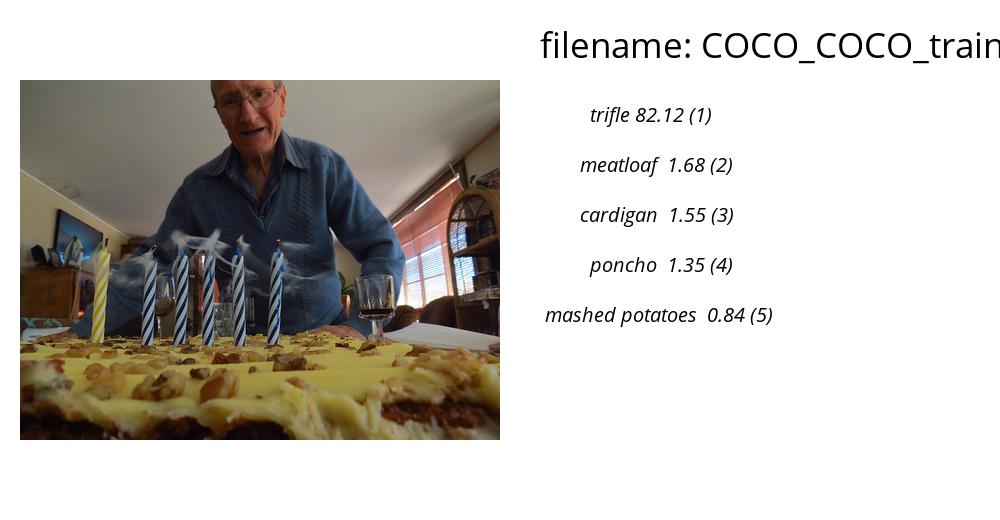 filename: COCO_COCO_train
trifle 82.12 (1)
meatloaf 1.68 (2)
cardigan 1.55 (3)
poncho 1.35 (4)
mashed potatoes 0.84 (5)